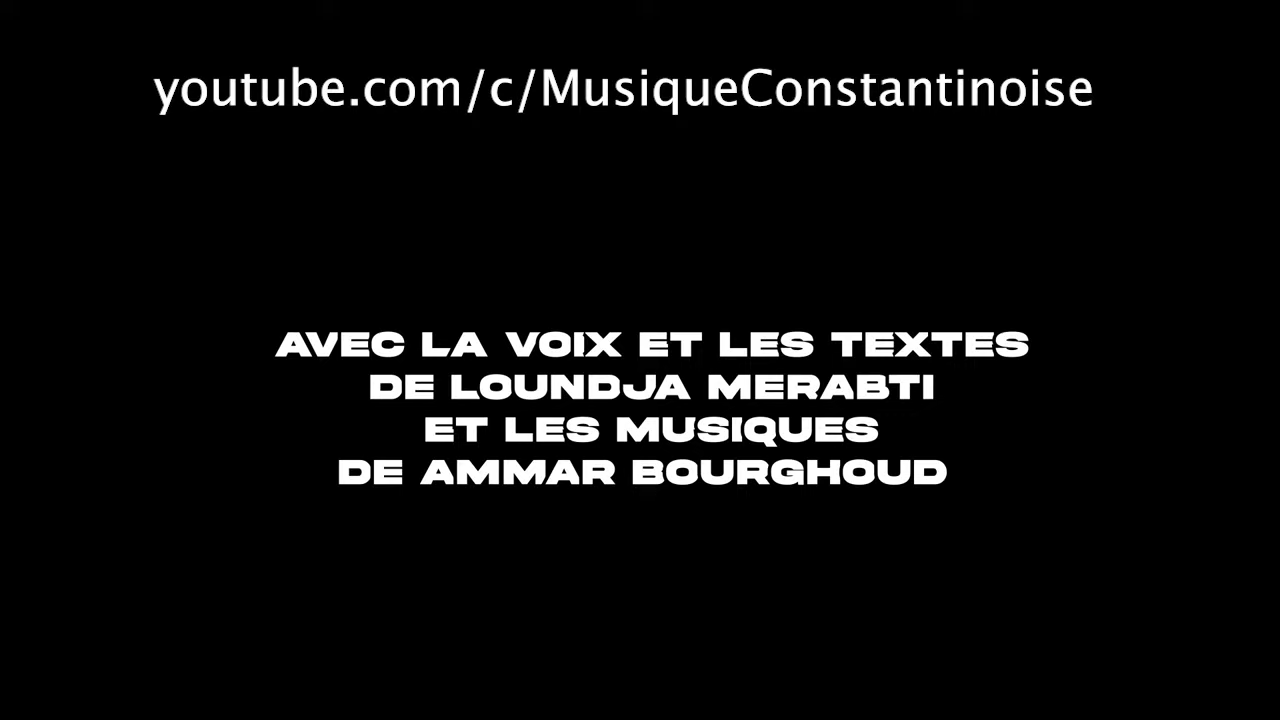 youtube.com/c/MusiqueConstantinoise
AVEC LA VOIX ET LES TEXTES
DE LOUNDJA MERABTI
ET LES MUSIQUES
DE AMMAR BOURGHOUD